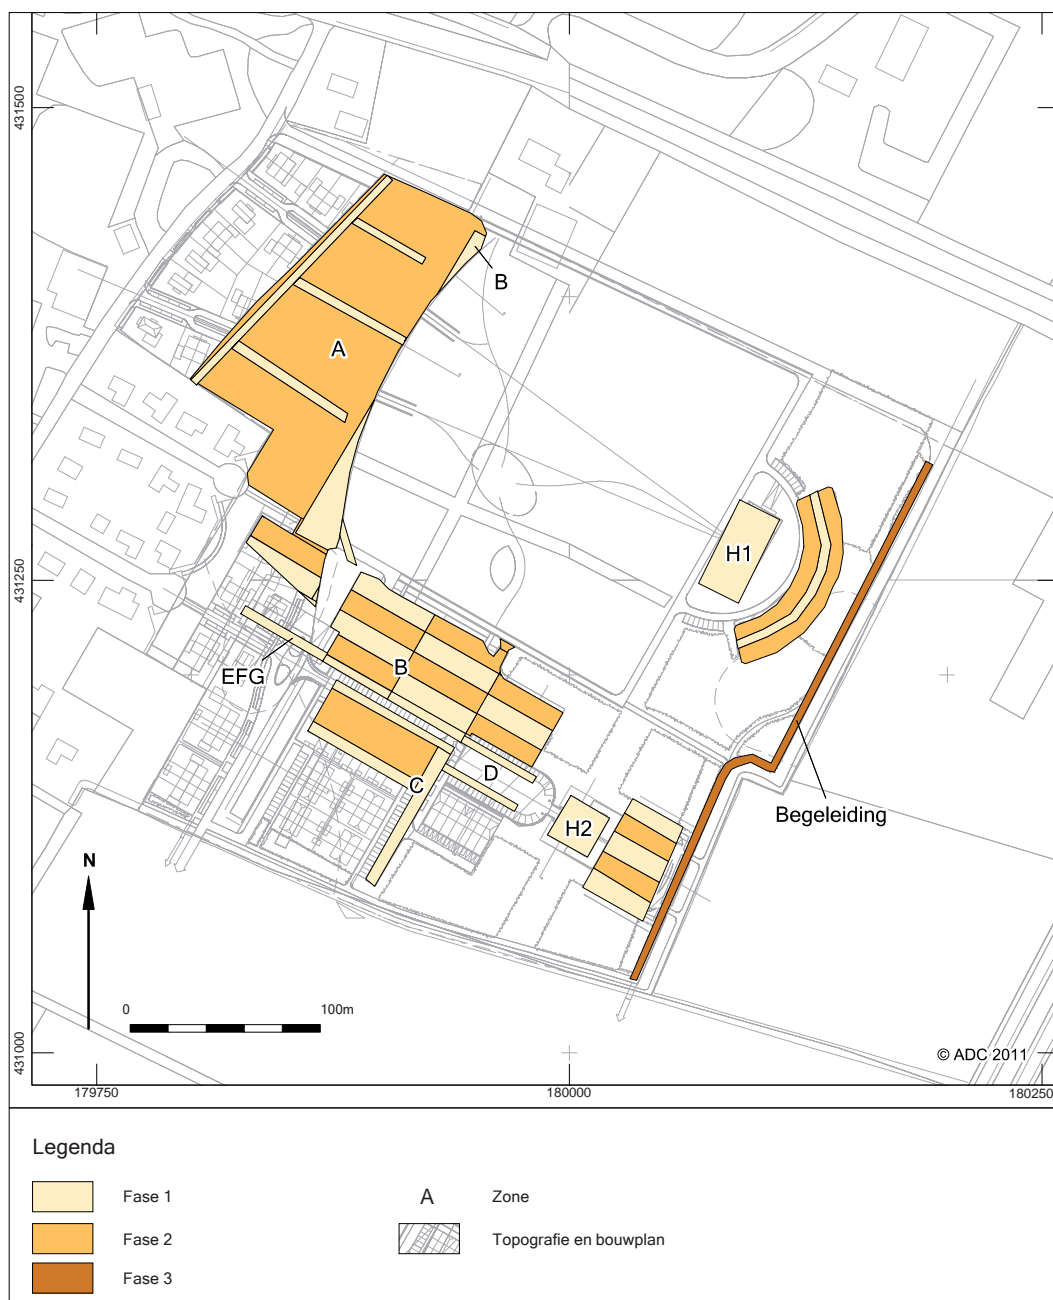 431500
B
A
H1
431250
EFG
B
D
C
H2
Begeleiding
N
0 100m
431000
© ADC 2011
179750 180000 180250
Legenda
Fase 1
A Zone
Fase 2
Topografie en bouwplan
Fase 3